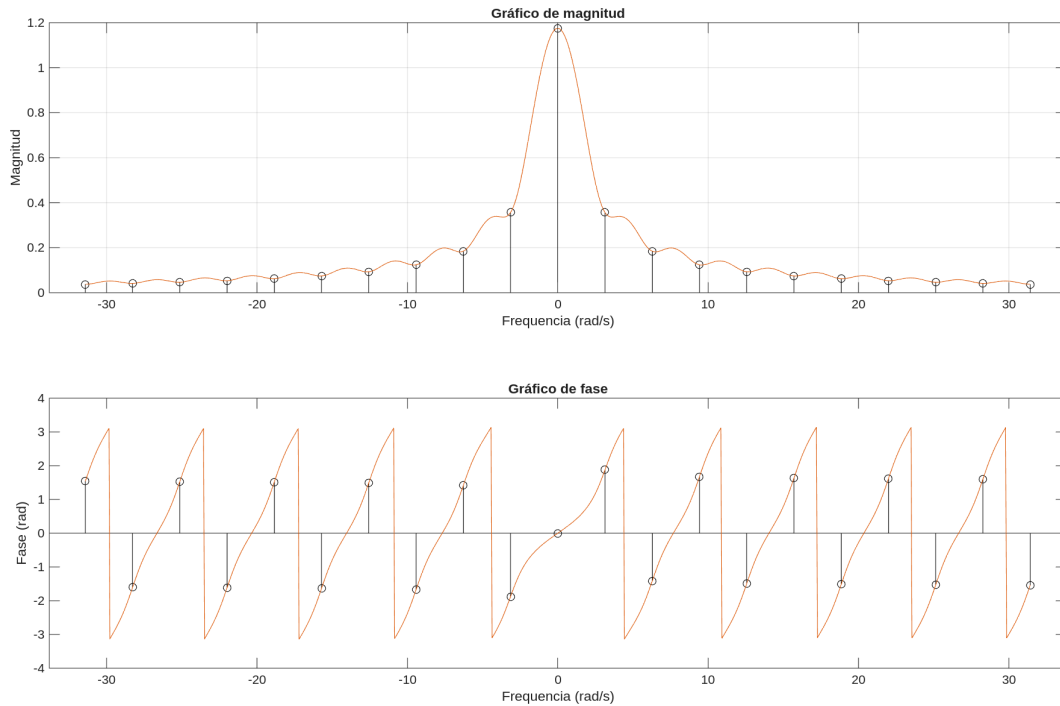 Gráfico de magnitud
1.2
1
0.8
0.6
0.4
0.2
0
Magnitud
-30 -20 -10 0 10 20 30
Frequencia (rad/s)
Gráfico de fase
4
3
2
1
0
-1
-2
-3
-4
Fase (rad)
-30 -20 -10 0 10 20 30
Frequencia (rad/s)